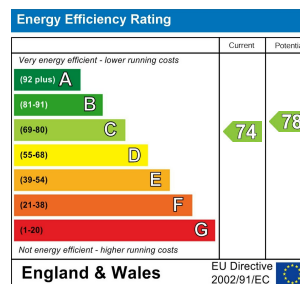 Energy Efficiency Rating
Current
Very energy efficient - lower running costs
(92 plus) A
(81-91) B
(69-80) C
74
78
(55-68) D
(39-54) E
(21-38) F
(1-20) G
Not energy efficient - higher running costs
England & Wales
EU Directive
2002/91/EC